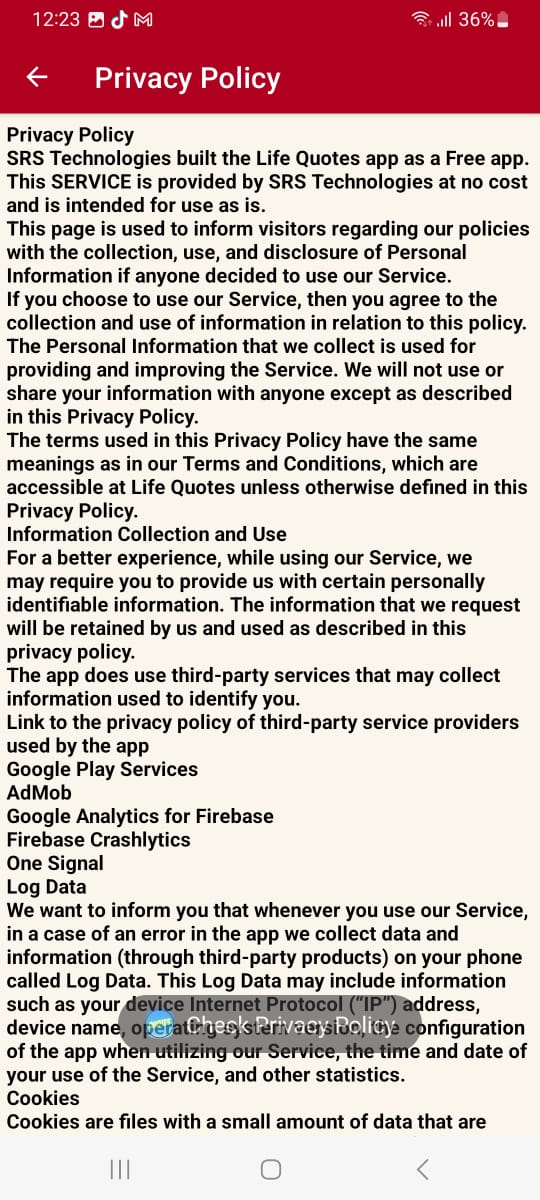 12:23
36%
Privacy Policy
Privacy Policy
SRS Technologies built the Life Quotes app as a Free app.
This SERVICE is provided by SRS Technologies at no cost
and is intended for use as is.
This page is used to inform visitors regarding our policies
with the collection, use, and disclosure of Personal
Information if anyone decided to use our Service.
If you choose to use our Service, then you agree to the
collection and use of information in relation to this policy.
The Personal Information that we collect is used for
providing and improving the Service. We will not use or
share your information with anyone except as described
in this Privacy Policy.
The terms used in this Privacy Policy have the same
meanings as in our Terms and Conditions, which are
accessible at Life Quotes unless otherwise defined in this
Privacy Policy.
Information Collection and Use
For a better experience, while using our Service, we
may require you to provide us with certain personally
identifiable information. The information that we request
will be retained by us and used as described in this
privacy policy.
The app does use third-party services that may collect
information used to identify you.
Link to the privacy policy of third-party service providers
used by the app
Google Play Services
AdMob
Google Analytics for Firebase
Firebase Crashlytics
One Signal
Log Data
We want to inform you that whenever you use our Service,
in a case of an error in the app we collect data and
information (through third-party products) on your phone
called Log Data. This Log Data may include information
such as your device Internet Protocol (“IP”) address,
device name, operating system version, the configuration
Check Privacy Policy
of the app when utilizing our Service, the time and date of
your use of the Service, and other statistics.
Cookies
Cookies are files with a small amount of data that are